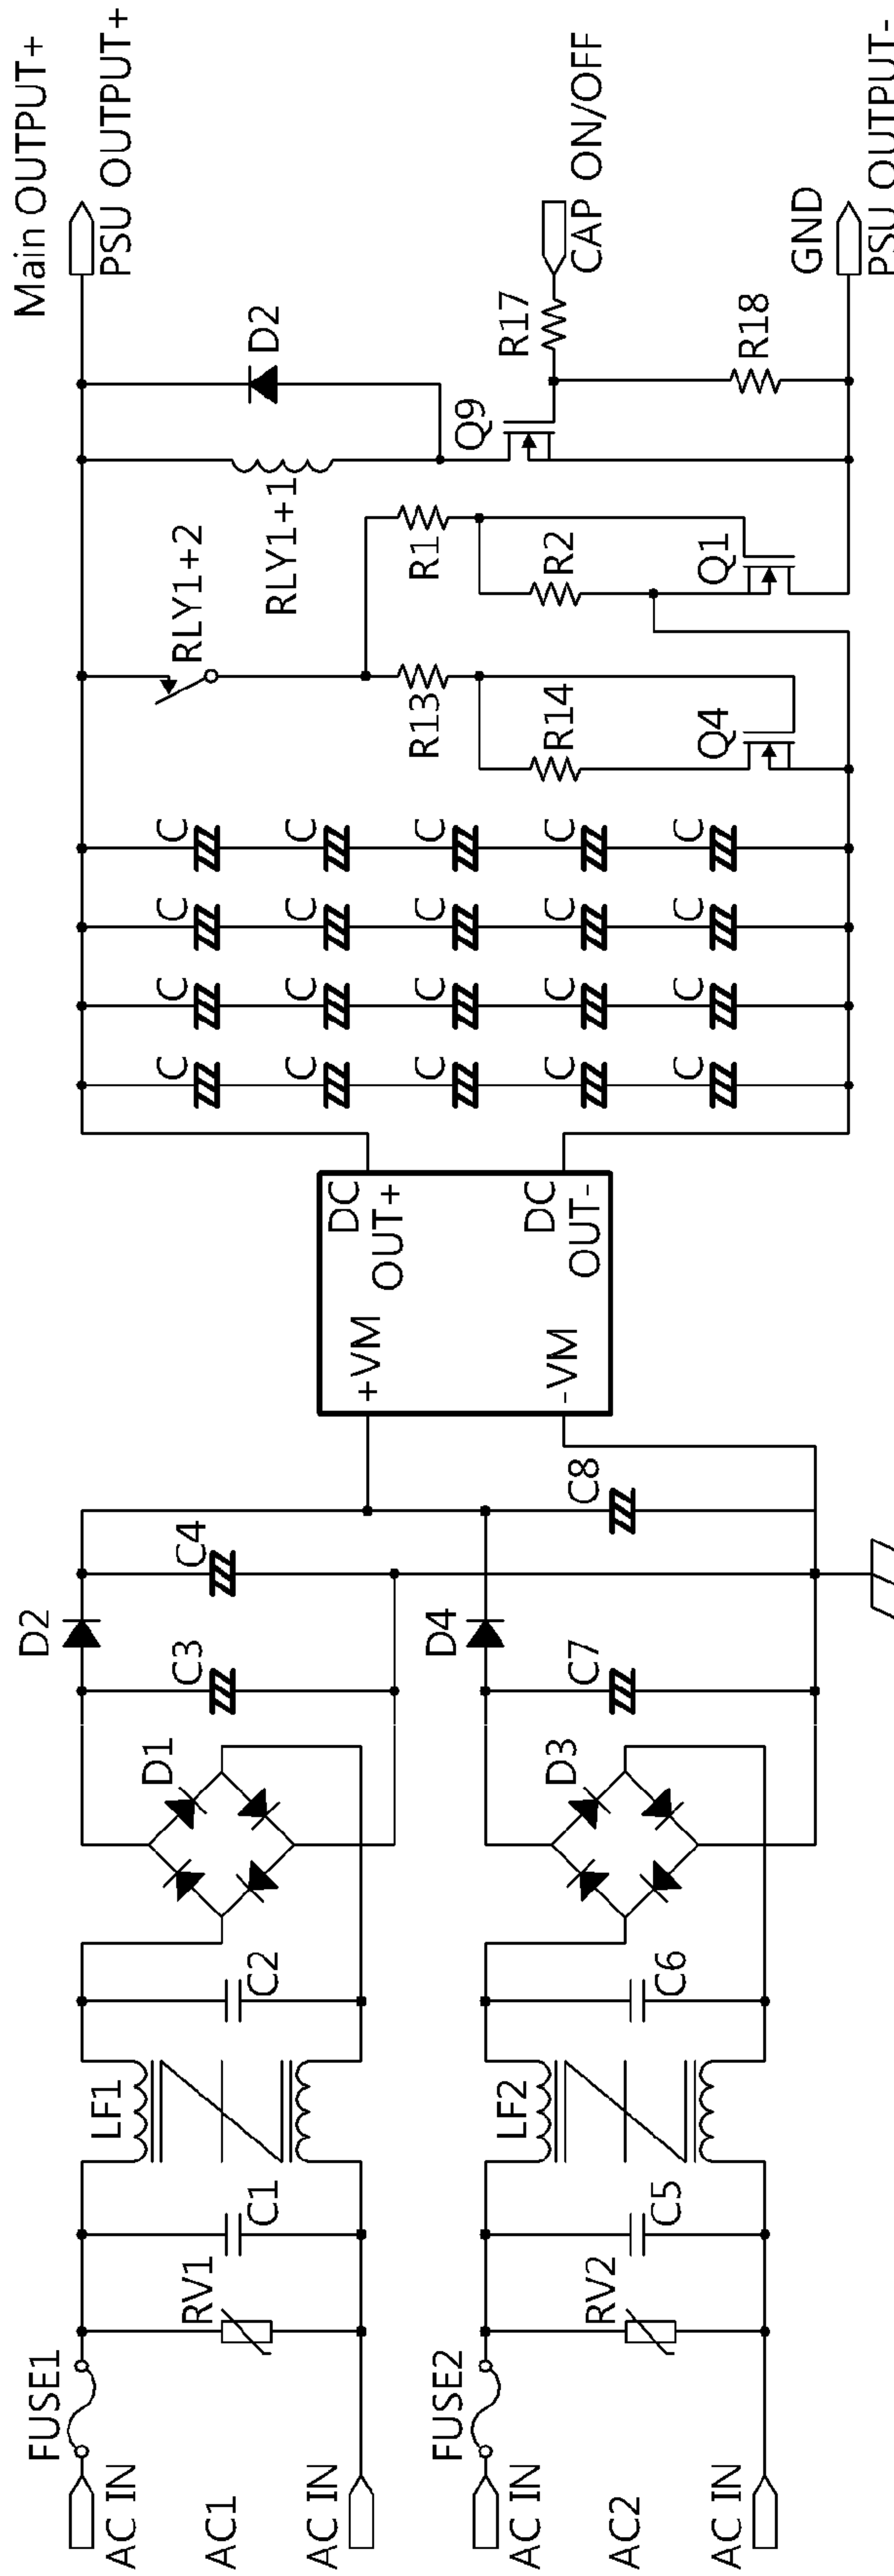 Main OUTPUT+
PSU OUTPUT+
CAP ON/OFF
GND
PSU OUTPUT-
D2
R17
R18
Q9
RLY1+1
RLY1+2
R1
R2
Q1
R13
R14
Q4
C C C C C
C C C C C
C C C C C
C C C C C
DC
OUT+
DC
OUT-
+VM
-VM
C8
C4
D2
C3
D4
C7
D1
D3
C2
C6
LF1
LF2
C1
C5
RV1
RV2
FUSE1
FUSE2
AC IN
AC1
AC IN
AC IN
AC2
AC IN